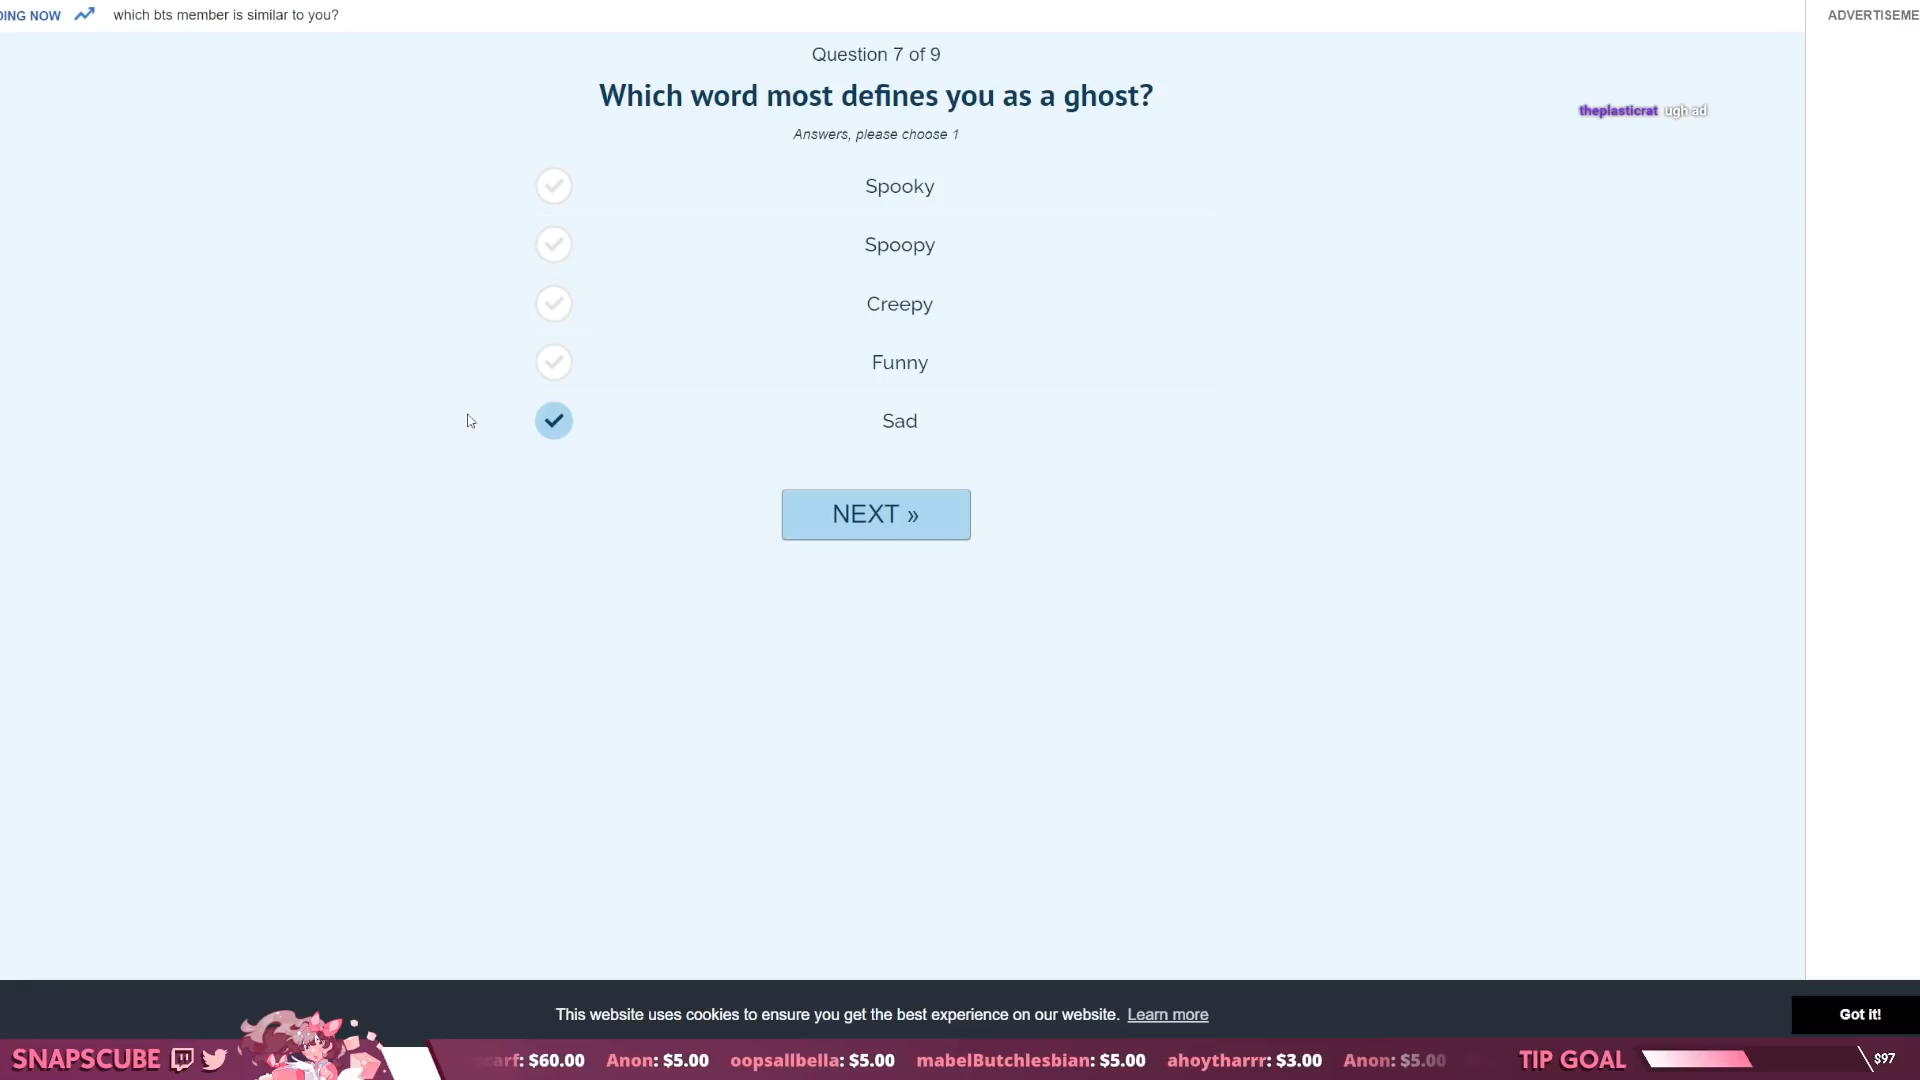 DING NOW which bts member is similar to you?
ADVERTISEME
Question 7 of 9
Which word most defines you as a ghost?
theplasticrat ugh ad
Answers, please choose 1
Spooky
Spoopy
Creepy
Funny
Sad
NEXT »
This website uses cookies to ensure you get the best experience on our website. Learn more
Got it!
SNAPSCUBE carf: $60.00 Anon: $5.00 oopsallbella: $5.00 mabelButchlesbian: $5.00 ahoytharrr: $3.00 Anon: $5.00 TIP GOAL $97